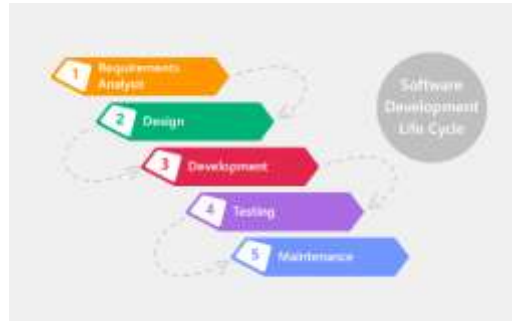 1
Requirements
Analysis
2
Design
3
Development
4
Testing
5
Maintenance
Software
Development
Life Cycle